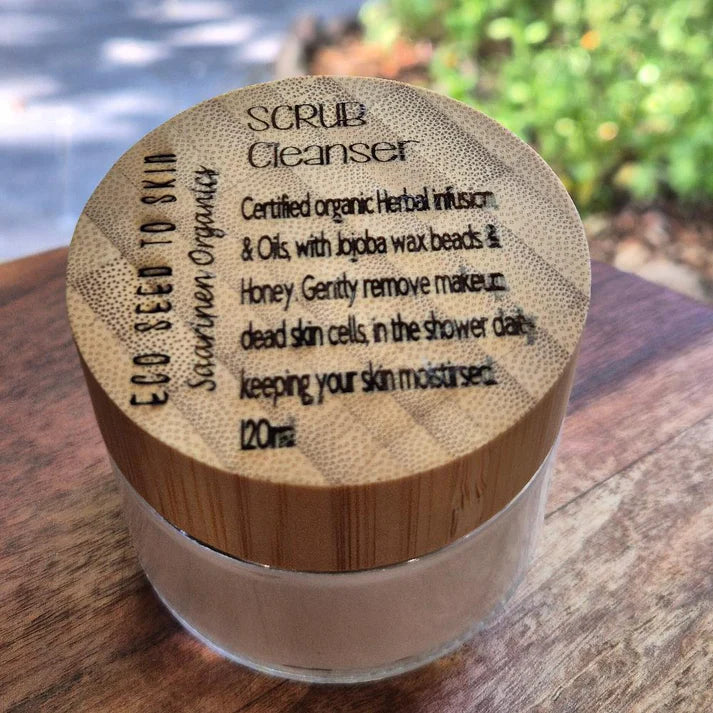 SCRUB
Cleanser
Certified organic Herbal infusion
& Oils, with Jojoba wax beads &
Honey. Gently remove makeup
dead skin cells, in the shower daily
keeping your skin moistirsed.
120ml
ECO SEED TO SKIN
Saarinen Organics